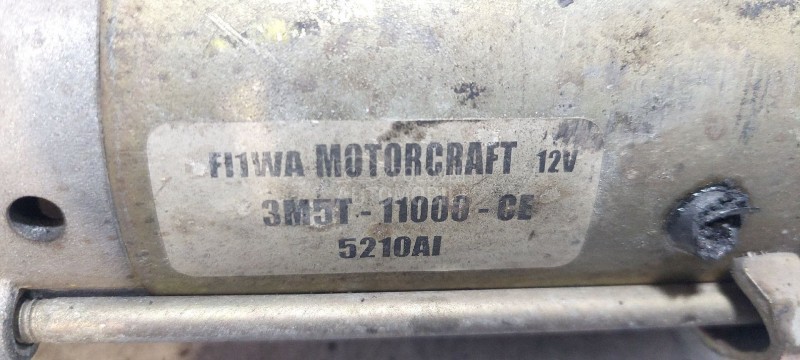 FI1WA MOTORCRAFT 12V
3M5T-11000-CE
5210AI